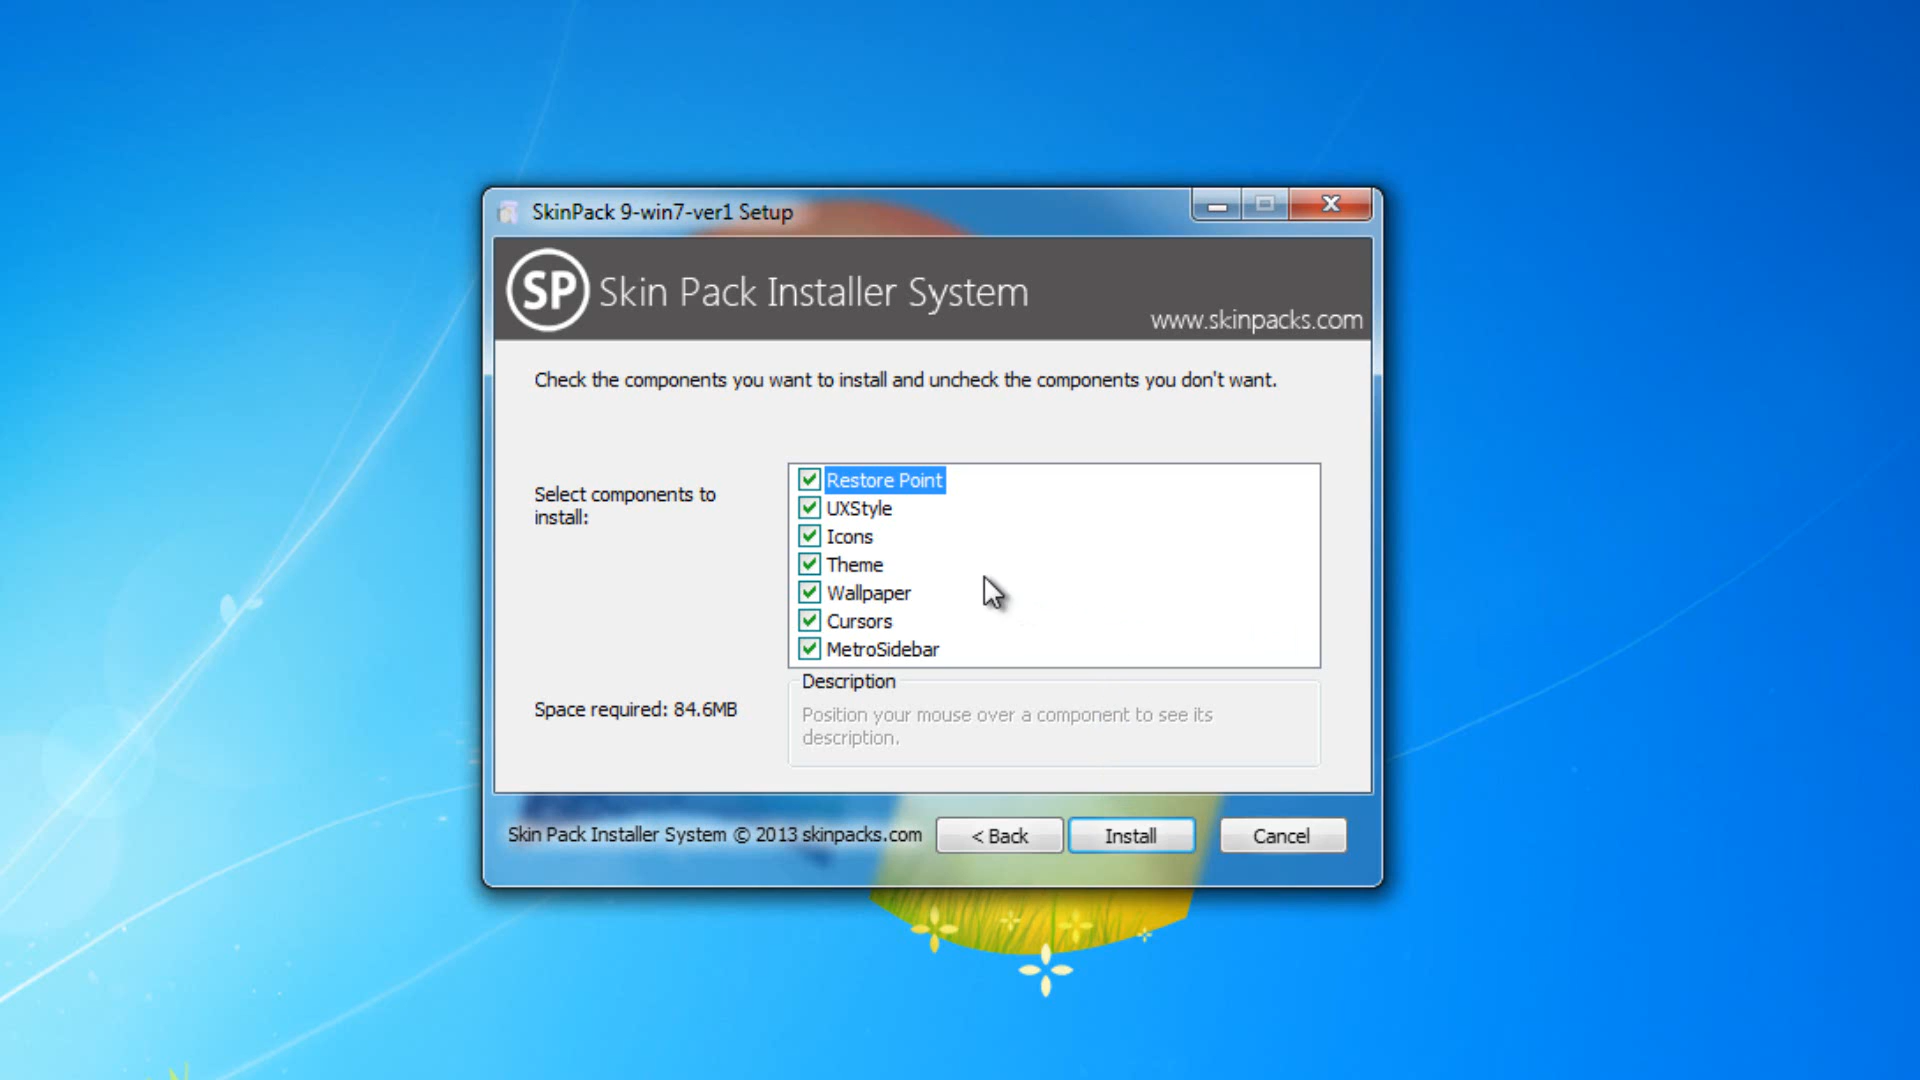 SkinPack 9-win7-ver1 Setup
SP Skin Pack Installer System
www.skinpacks.com
Check the components you want to install and uncheck the components you don't want.
Select components to
install:
Restore Point
UXStyle
Icons
Theme
Wallpaper
Cursors
MetroSidebar
Space required: 84.6MB
Description
Position your mouse over a component to see its
description.
Skin Pack Installer System © 2013 skinpacks.com
< Back
Install
Cancel